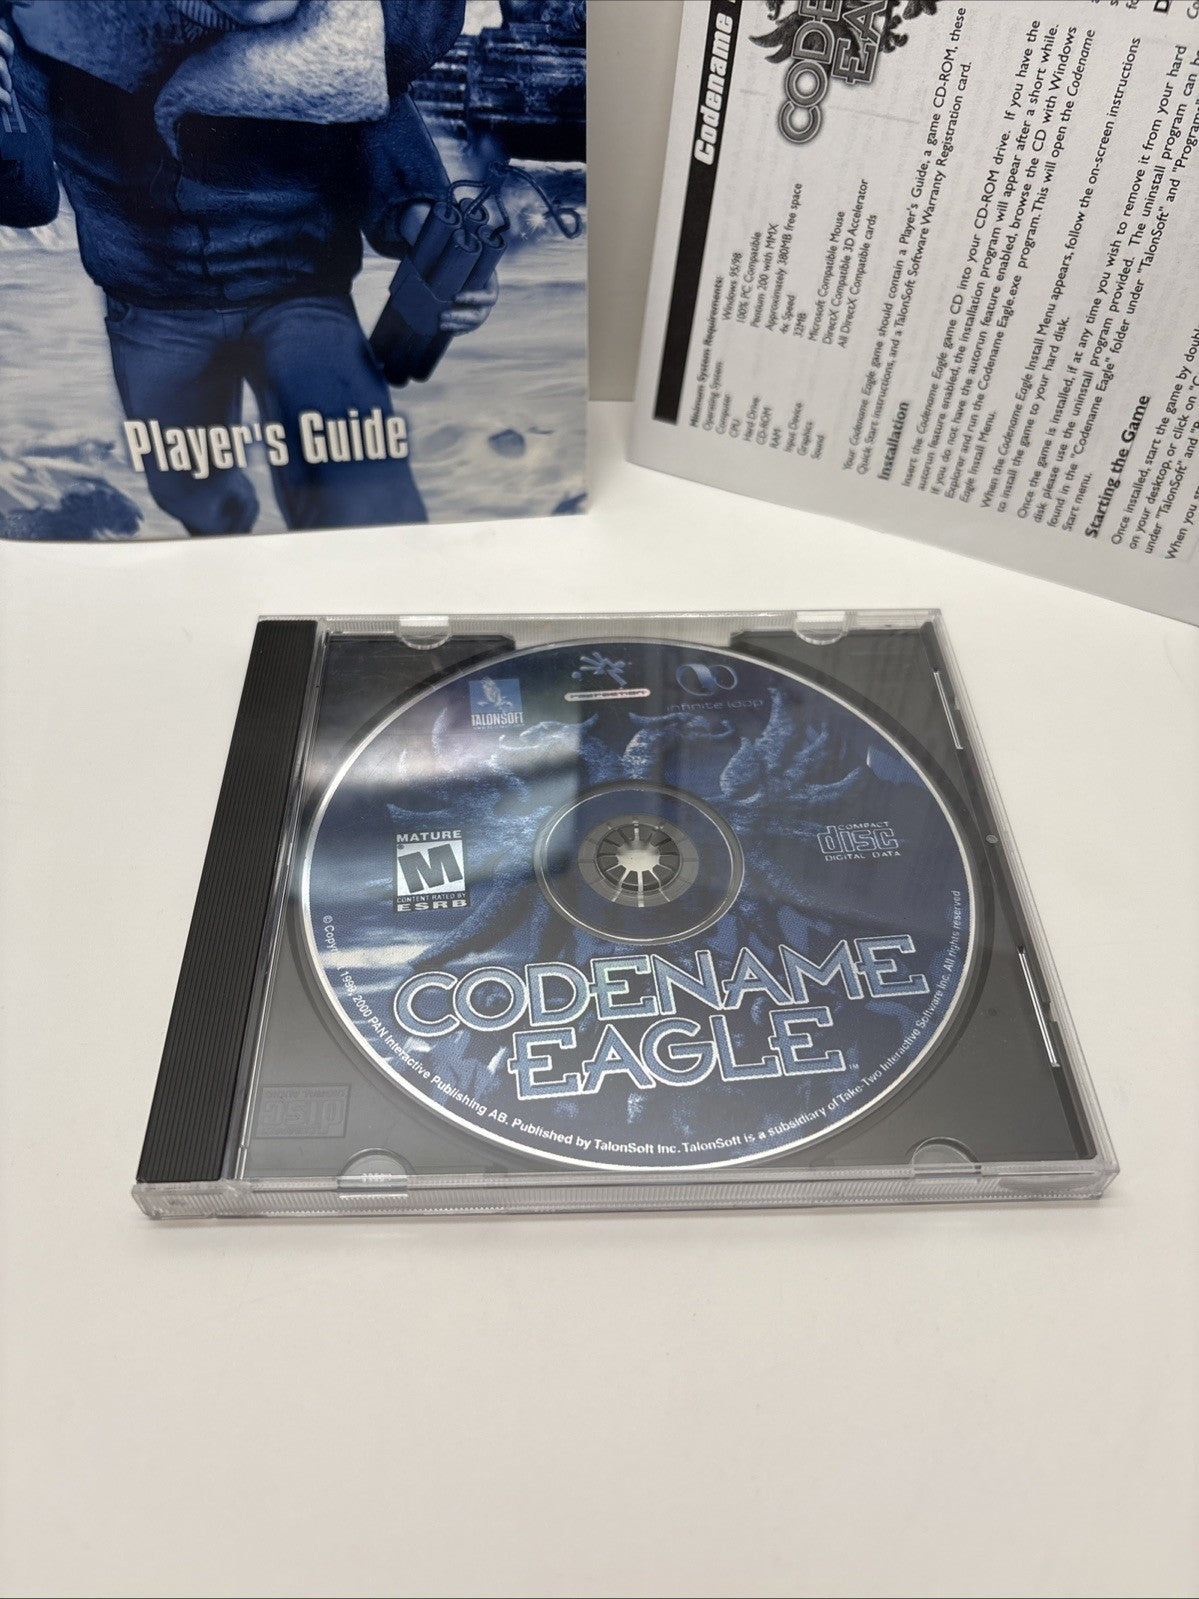 Player's Guide
Codename
CODE
EA
Minimum System Requirements:
Operating System Windows 95/98
Computer 100% PC Compatible
CPU Pentium 200 with MMX
Hard Drive Approximately 380MB free space
CD-ROM 4x Speed
RAM 32MB
Input Device Microsoft Compatible Mouse
Graphics DirectX Compatible 3D Accelerator
Sound All DirectX Compatible cards
Your Codename Eagle game should contain a Player's Guide, a game CD-ROM, these
Quick Start instructions, and a TalonSoft Software Warranty Registration card.
Installation
Insert the Codename Eagle game CD into your CD-ROM drive. If you have the
autorun feature enabled, the installation program will appear after a short while.
If you do not have the autorun feature enabled, browse the CD with Windows
Explorer and run the Codename Eagle.exe program. This will open the Codename
Eagle Install Menu.
When the Codename Eagle Install Menu appears, follow the on-screen instructions
to install the game to your hard disk.
Once the game is installed, if at any time you wish to remove it from your hard
disk please use the uninstall program provided. The uninstall program can be
found in the "Codename Eagle" folder under "TalonSoft" and "Programs"
Start menu.
Starting the Game
Once installed, start the game by
on your desktop, or click on
under "TalonSoft" and
When you
TALONSOFT
infinite loop
MATURE
M
CONTENT RATED BY
ESRB
COMPACT
disc
DIGITAL DATA
CODENAME
EAGLE™
1998, 2000 PAN Interactive Publishing AB. Published by TalonSoft Inc. TalonSoft is a subsidiary of Take-Two Interactive Software Inc. All rights reserved